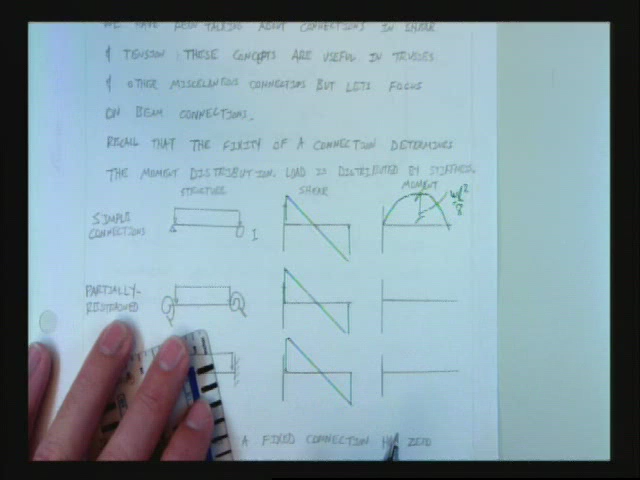 WE HAVE BEEN TALKING ABOUT CONNECTIONS IN SHEAR
& TENSION. THESE CONCEPTS ARE USEFUL IN TRUSSES
& OTHER MISCELANEOUS CONNECTIONS BUT LETS FOCUS
ON BEAM CONNECTIONS.
RECALL THAT THE FIXITY OF A CONNECTION DETERMINES
THE MOMENT DISTRIBUTION. LOAD IS DISTRIBUTED BY STIFFNESS.
STRUCTURE SHEAR MOMENT
SIMPLE
CONNECTIONS
I
wl²
8
PARTIALLY-
RESTRAINED
A FIXED CONNECTION ZERO